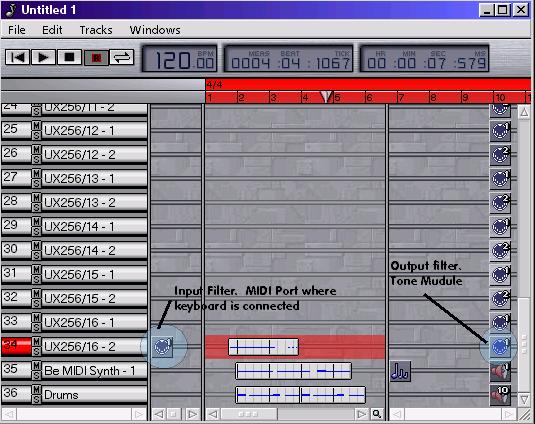 Untitled 1
File Edit Tracks Windows
120.00 BPM
MEAS BEAT TICK
0004 :04 :1067
HR MIN SEC MS
00 :00 :07 :579
4/4
1 2 3 4 5 6 7 8 9 10 11
24 M S UX256/11 - 2
25 M S UX256/12 - 1
26 M S UX256/12 - 2
27 M S UX256/13 - 1
28 M S UX256/13 - 2
29 M S UX256/14 - 1
30 M S UX256/14 - 2
31 M S UX256/15 - 1
32 M S UX256/15 - 2
33 M S UX256/16 - 1
34 M S UX256/16 - 2
35 M S Be MIDI Synth - 1
36 M S Drums
Input Filter. MIDI Port where
keyboard is connected
Output filter.
Tone Mudule